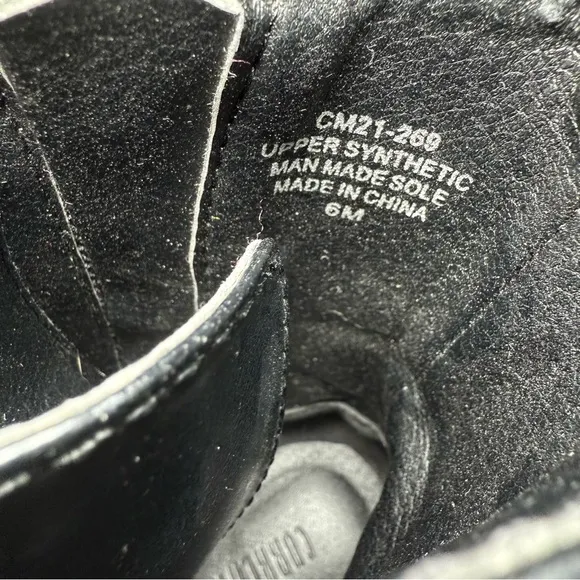 CM21-269
UPPER SYNTHETIC
MAN MADE SOLE
MADE IN CHINA
6M